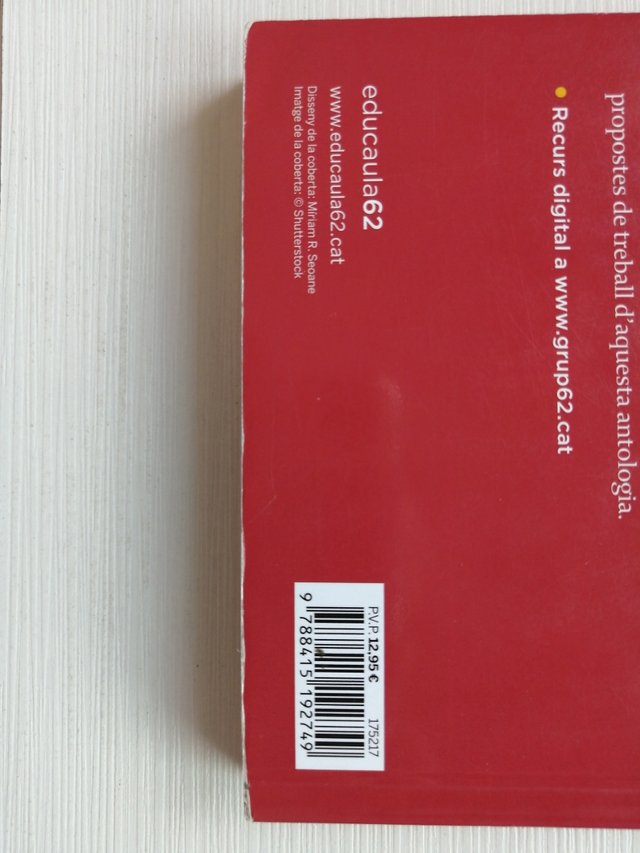 propostes de treball d'aquesta antologia.
• Recurs digital a www.grup62.cat
educaula62
www.educaula62.cat
Disseny de la coberta: Míriam R. Seoane
Imatge de la coberta: © Shutterstock
P.V.P. 12,95 € 175217
9 788415 192749